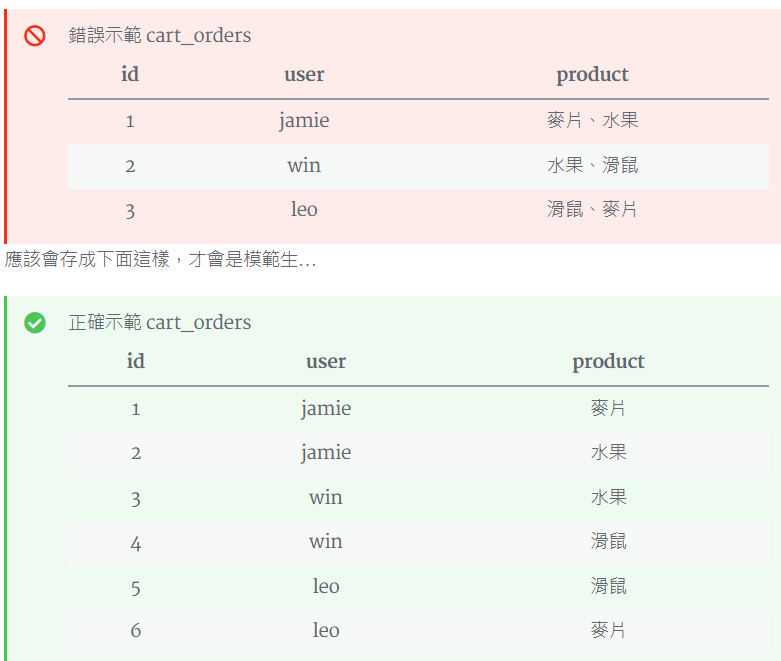 錯誤示範 cart_orders
id user product
1 jamie 麥片、水果
2 win 水果、滑鼠
3 leo 滑鼠、麥片
應該會存成下面這樣，才會是模範生…
正確示範 cart_orders
id user product
1 jamie 麥片
2 jamie 水果
3 win 水果
4 win 滑鼠
5 leo 滑鼠
6 leo 麥片